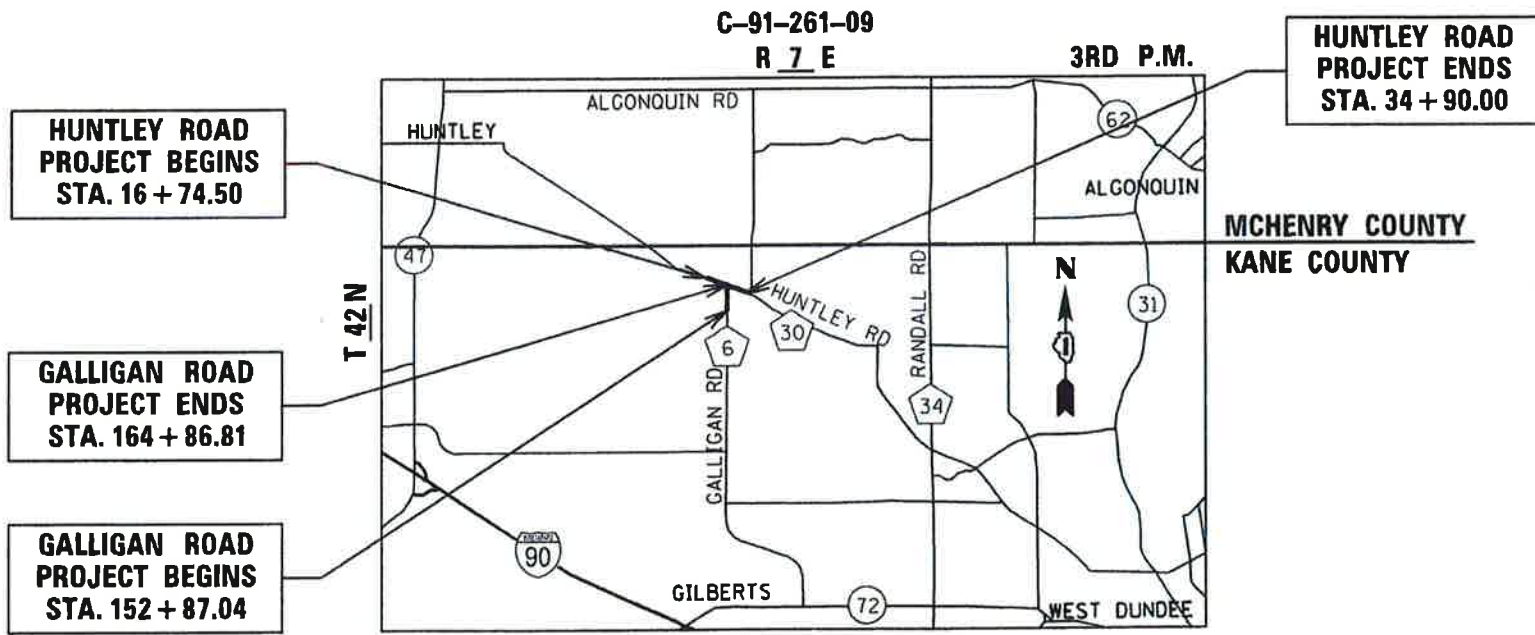 C-91-261-09
R 7 E
3RD P.M.
HUNTLEY ROAD
PROJECT ENDS
STA. 34+90.00
HUNTLEY ROAD
PROJECT BEGINS
STA. 16+74.50
ALGONQUIN RD
HUNTLEY
62
ALGONQUIN
MCHENRY COUNTY
KANE COUNTY
47
T 42 N
N
31
HUNTLEY RD
30
6
RANDALL RD
34
GALLIGAN ROAD
PROJECT ENDS
STA. 164+86.81
GALLIGAN RD
GALLIGAN ROAD
PROJECT BEGINS
STA. 152+87.04
90
GILBERTS
72
WEST DUNDEE